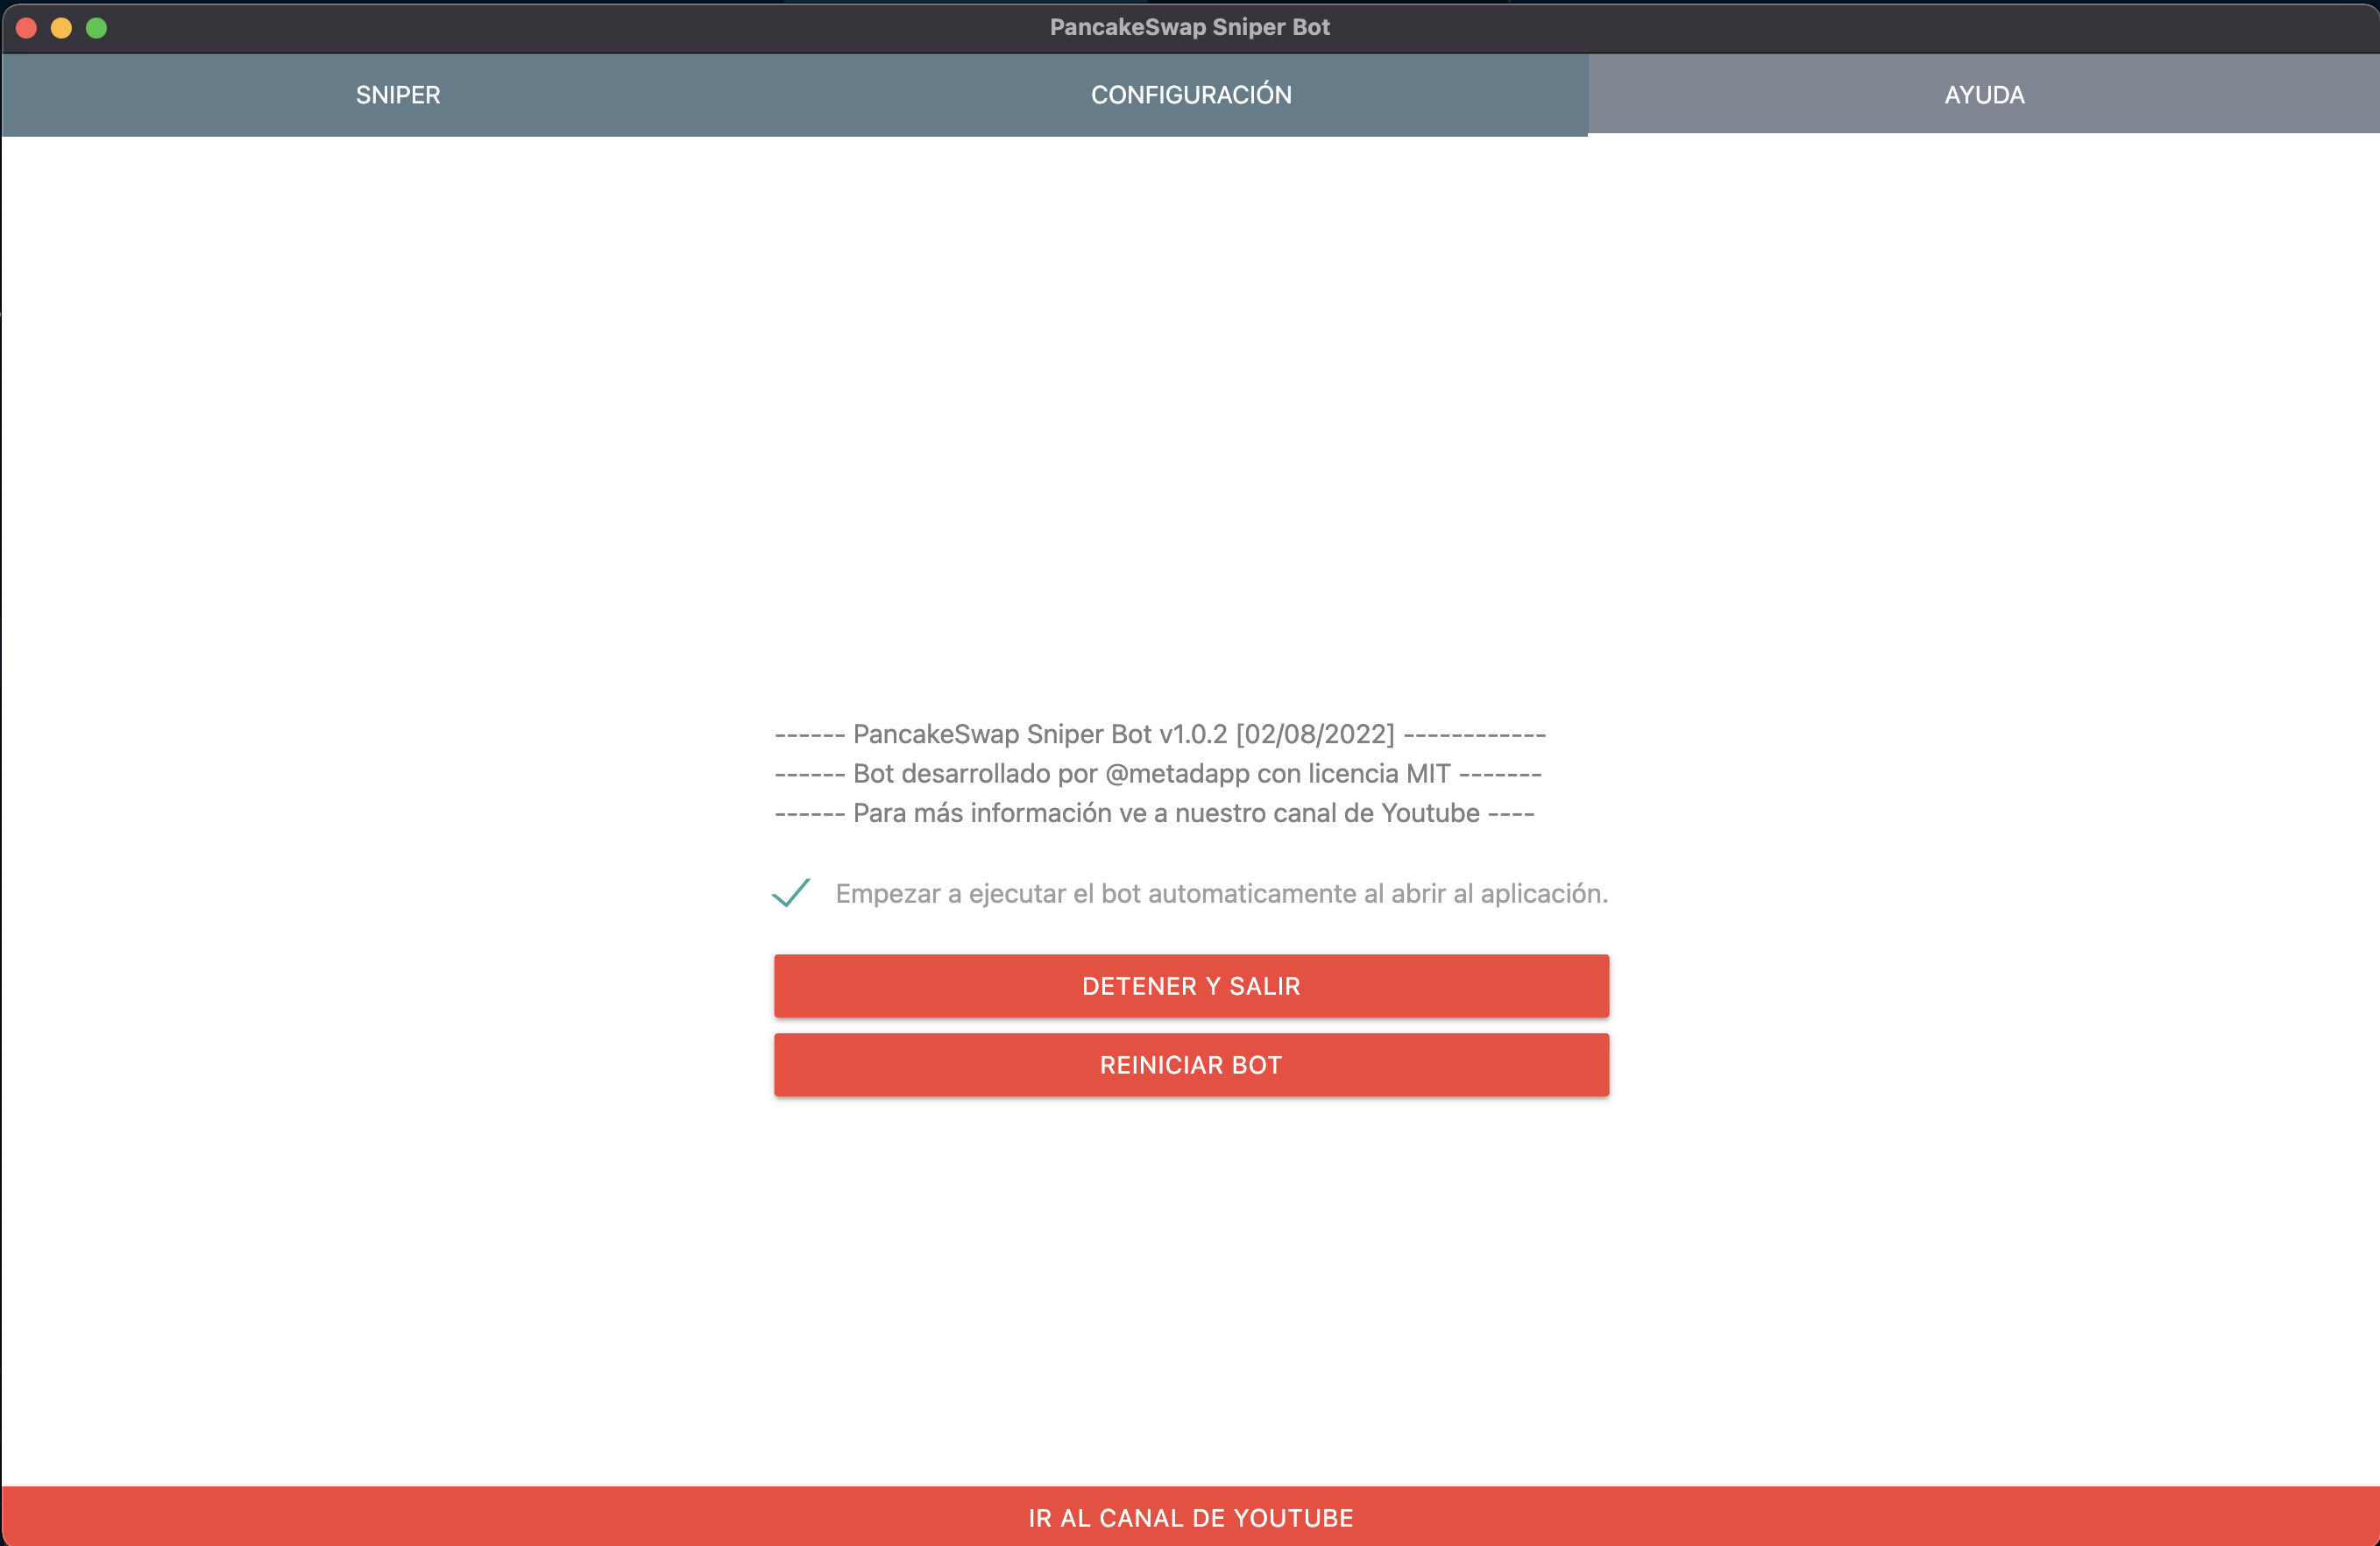 PancakeSwap Sniper Bot
SNIPER
CONFIGURACIÓN
AYUDA
------ PancakeSwap Sniper Bot v1.0.2 [02/08/2022] ------------
------ Bot desarrollado por @metadapp con licencia MIT -------
------ Para más información ve a nuestro canal de Youtube ----
Empezar a ejecutar el bot automaticamente al abrir al aplicación.
DETENER Y SALIR
REINICIAR BOT
IR AL CANAL DE YOUTUBE